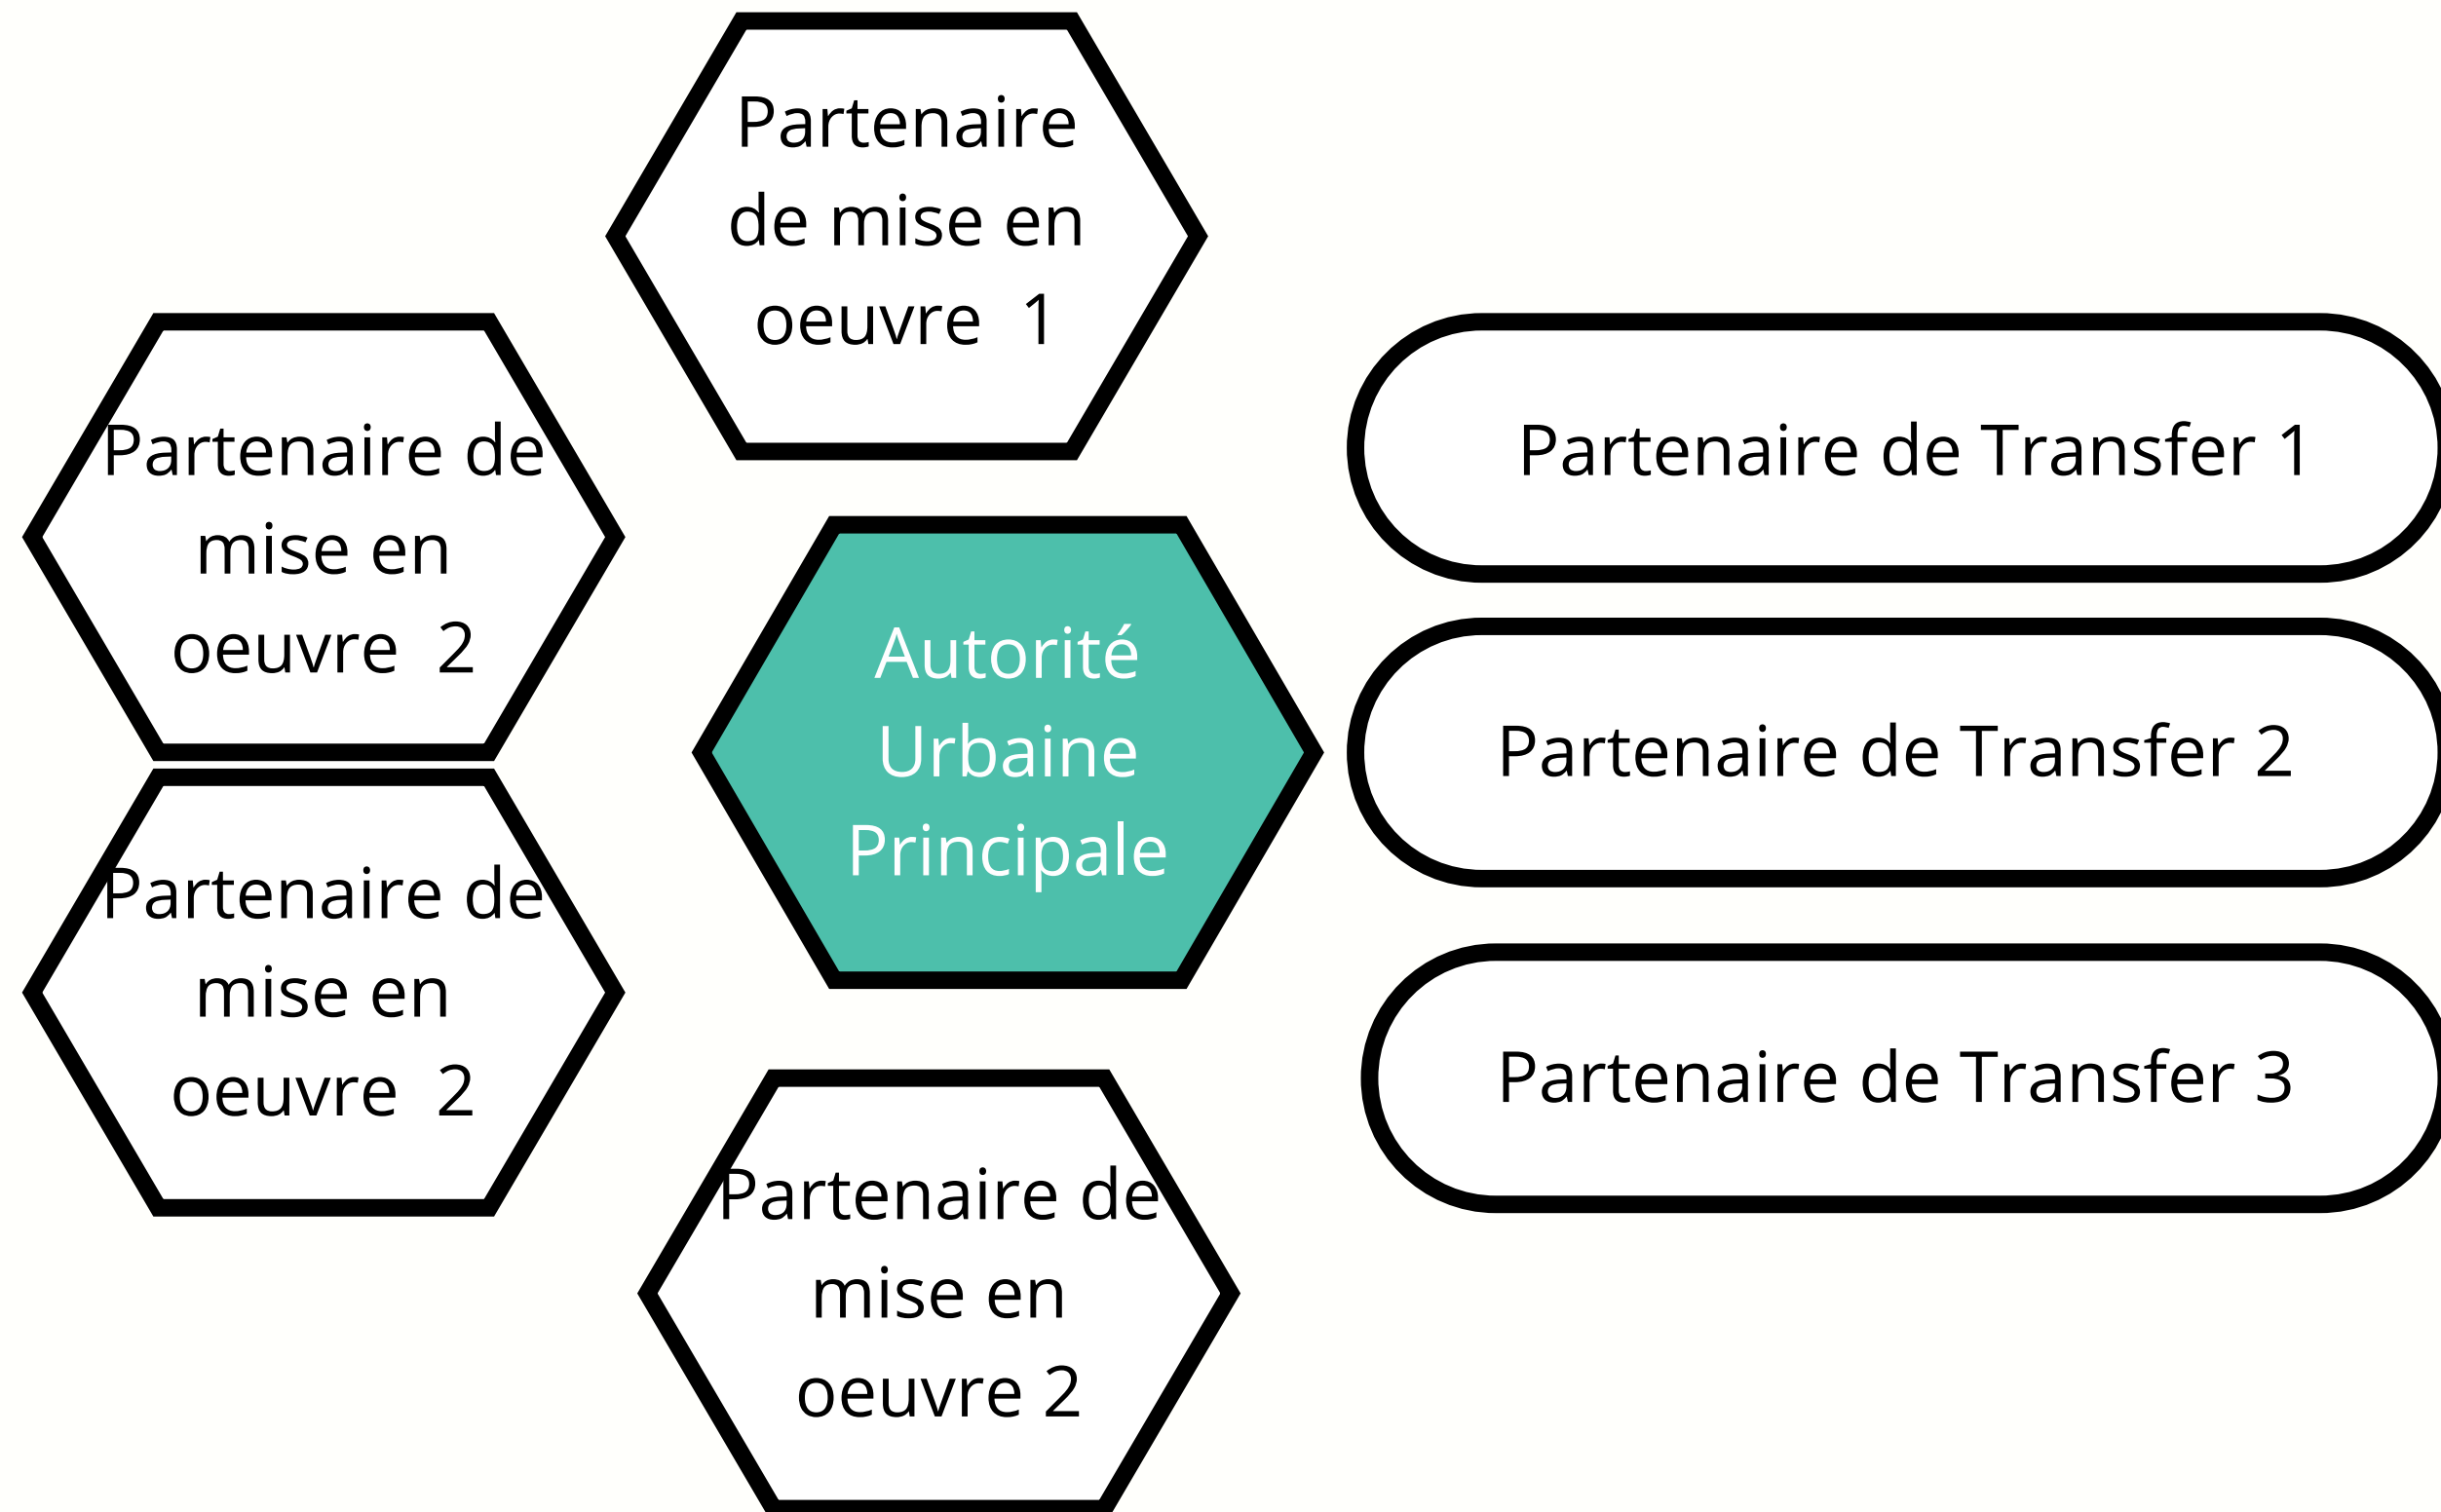 Partenaire
de mise en
oeuvre 1
Partenaire de
mise en
oeuvre 2
Partenaire de
mise en
oeuvre 2
Autorité
Urbaine
Principale
Partenaire de
mise en
oeuvre 2
Partenaire de Transfer 1
Partenaire de Transfer 2
Partenaire de Transfer 3